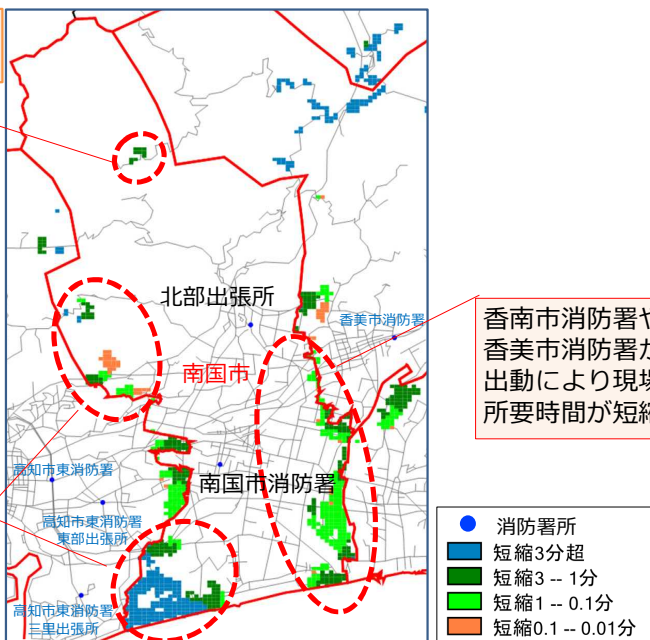 北部出張所
香美市消防署
南国市
高知市東消防署
南国市消防署
高知市東消防署
東部出張所
高知市東消防署
三里出張所
香南市消防署
香美市消防署が
出動により現場
所要時間が短縮
消防署所
短縮3分超
短縮3 -- 1分
短縮1 -- 0.1分
短縮0.1 -- 0.01分